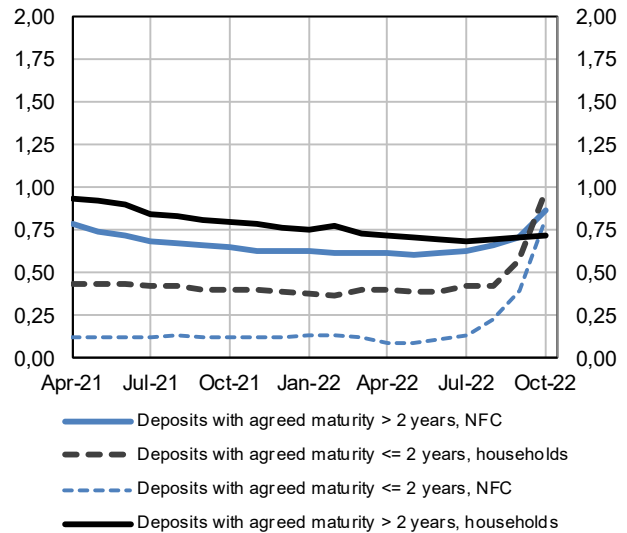 2,00 2,00
1,75 1,75
1,50 1,50
1,25 1,25
1,00 1,00
0,75 0,75
0,50 0,50
0,25 0,25
0,00 0,00
Apr-21 Jul-21 Oct-21 Jan-22 Apr-22 Jul-22 Oct-22
Deposits with agreed maturity > 2 years, NFC
Deposits with agreed maturity <= 2 years, households
Deposits with agreed maturity <= 2 years, NFC
Deposits with agreed maturity > 2 years, households